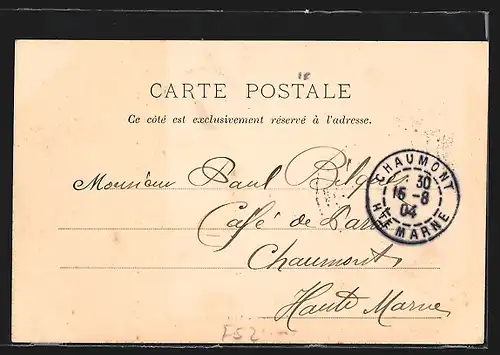 CARTE POSTALE
Ce côté est exclusivement réservé à l'adresse.
CHAUMONT
30
16 -8
04
HTE MARNE
Monsieur Paul
Café de
Chaumont
Haute Marne
F52